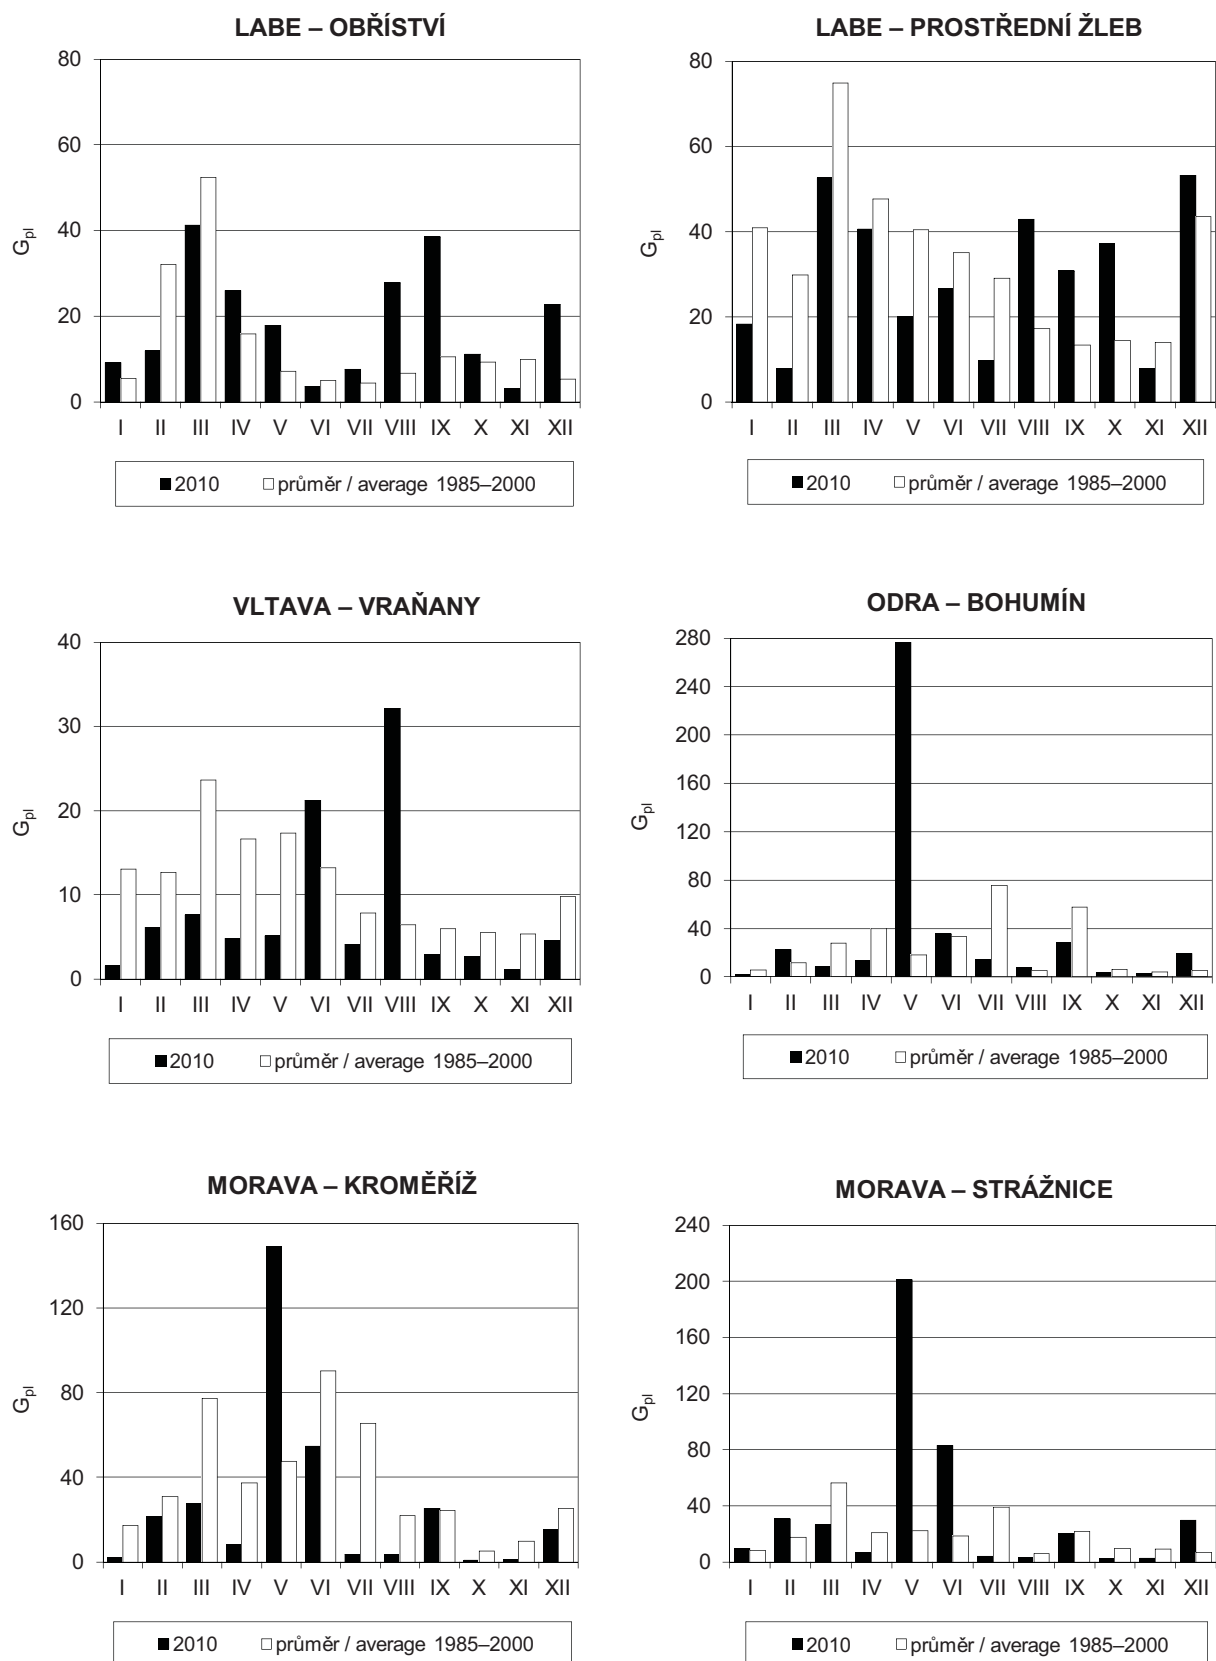 LABE – OBŘÍSTVÍ
80
60
40
20
0
G_pl
I II III IV V VI VII VIII IX X XI XII
2010 průměr / average 1985–2000
LABE – PROSTŘEDNÍ ŽLEB
80
60
40
20
0
G_pl
I II III IV V VI VII VIII IX X XI XII
2010 průměr / average 1985–2000
VLTAVA – VRAŇANY
40
30
20
10
0
G_pl
I II III IV V VI VII VIII IX X XI XII
2010 průměr / average 1985–2000
ODRA – BOHUMÍN
280
240
200
160
120
80
40
0
G_pl
I II III IV V VI VII VIII IX X XI XII
2010 průměr / average 1985–2000
MORAVA – KROMĚŘÍŽ
160
120
80
40
0
G_pl
I II III IV V VI VII VIII IX X XI XII
2010 průměr / average 1985–2000
MORAVA – STRÁŽNICE
240
200
160
120
80
40
0
G_pl
I II III IV V VI VII VIII IX X XI XII
2010 průměr / average 1985–2000